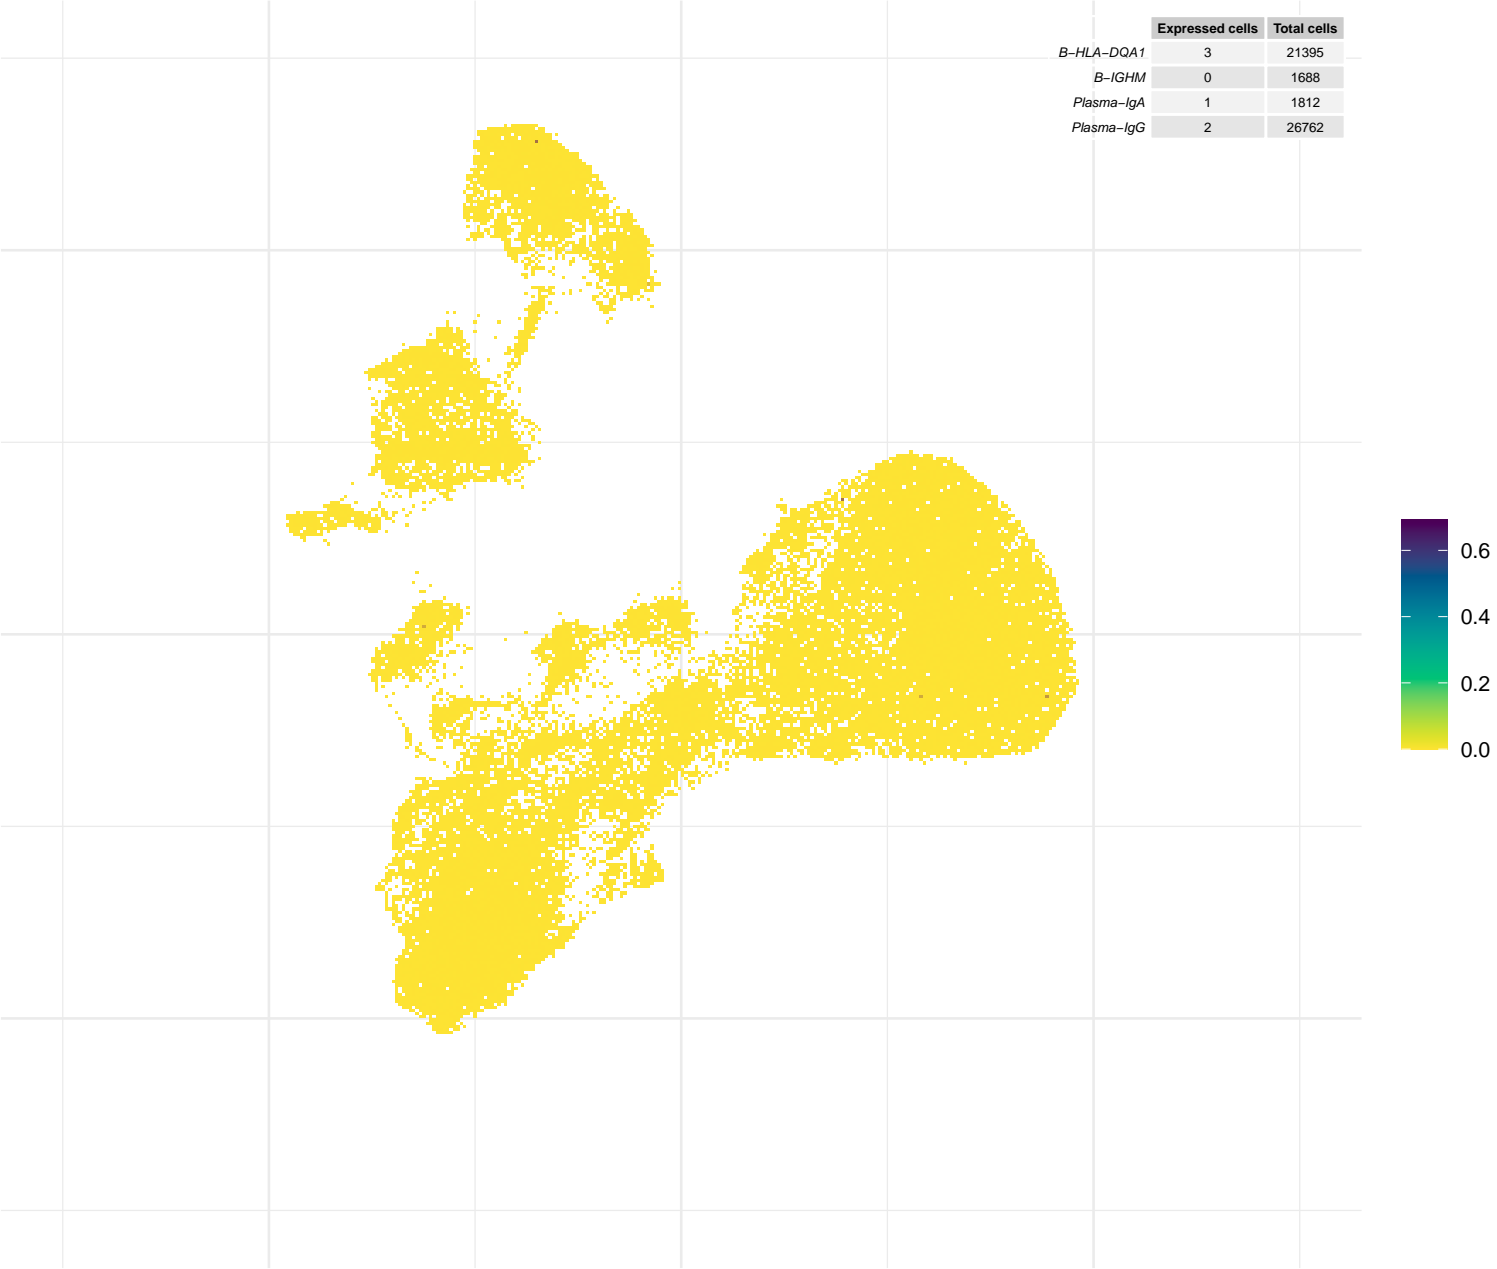 Expressed cells Total cells
B−HLA−DQA1 3 21395
B−IGHM 0 1688
Plasma−IgA 1 1812
Plasma−IgG 2 26762
0.6
0.4
0.2
0.0